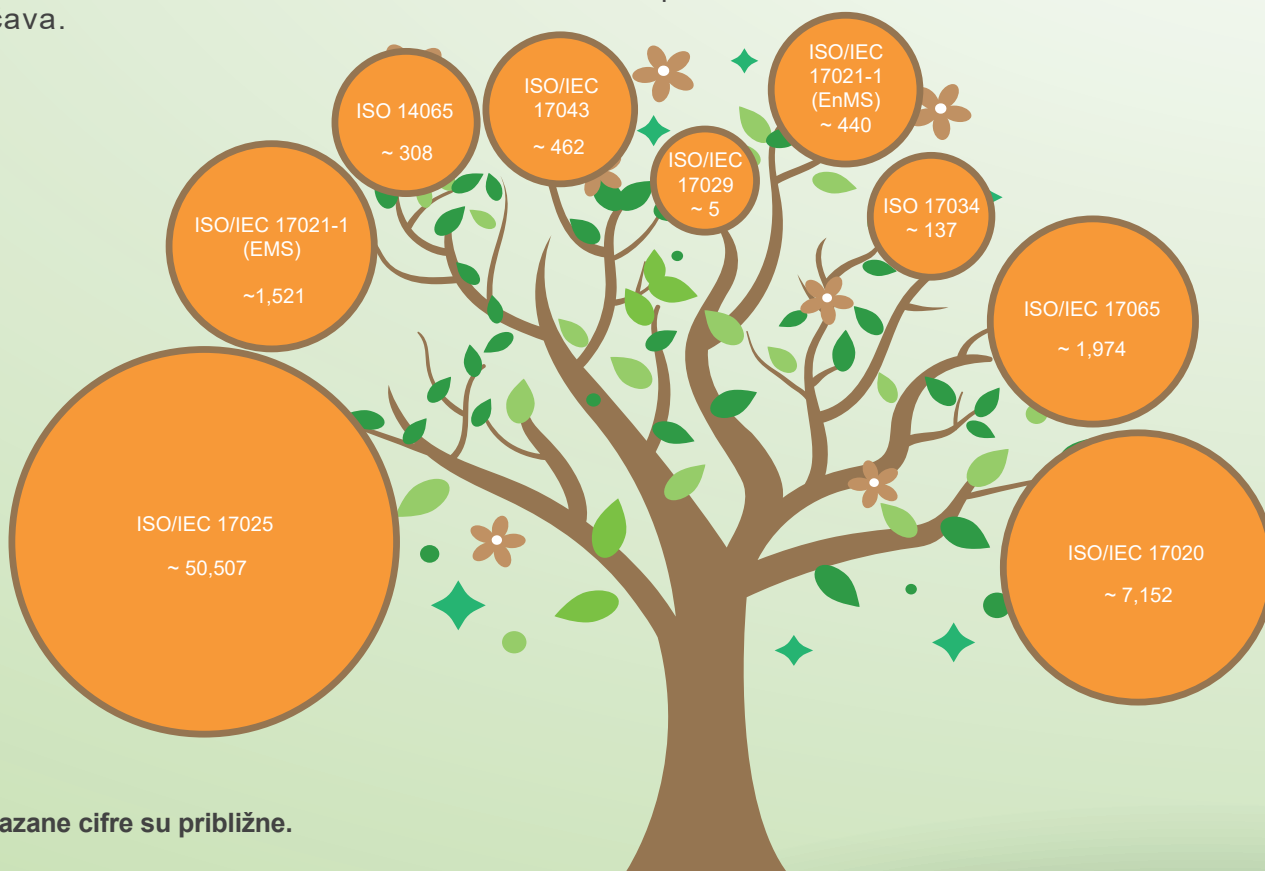 ISO/IEC
17021-1
(EnMS)
~ 440
ISO/IEC
17043
~ 462
ISO 14065
~ 308
ISO/IEC
17029
~ 5
ISO 17034
~ 137
ISO/IEC 17021-1
(EMS)
~1,521
ISO/IEC 17065
~ 1,974
ISO/IEC 17025
~ 50,507
ISO/IEC 17020
~ 7,152
cifre su približne.